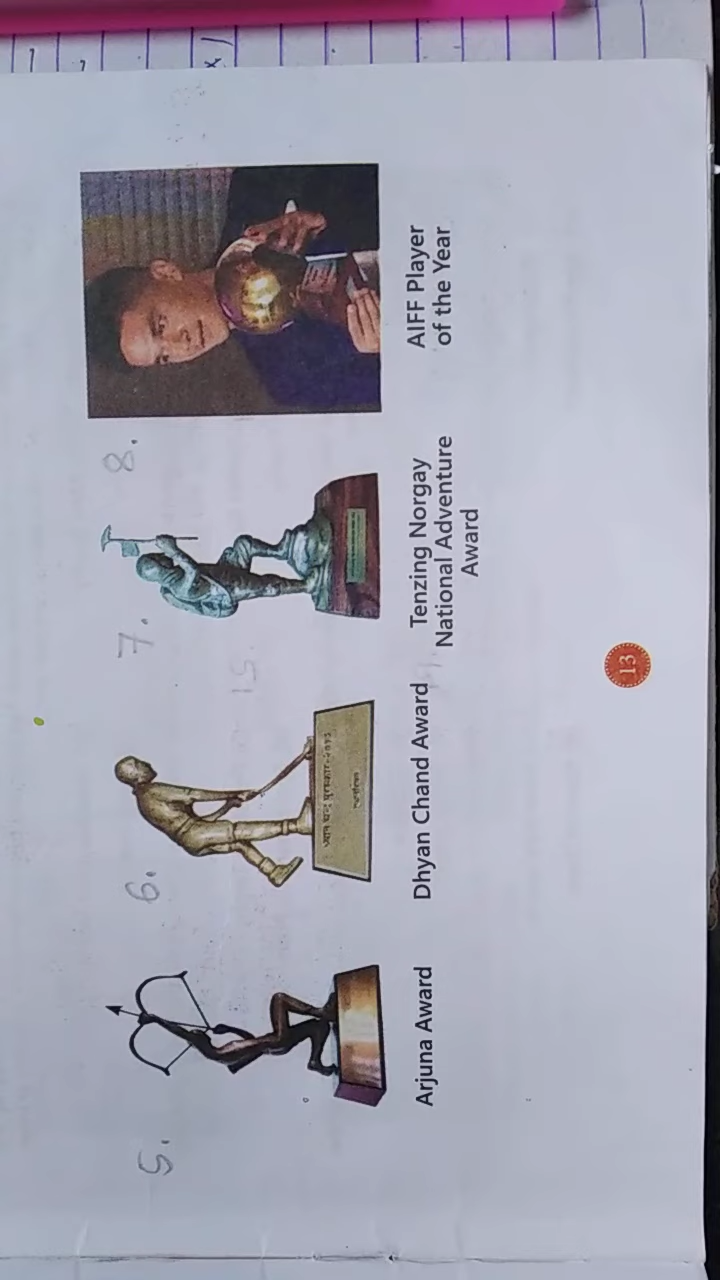 5.
6.
7.
8.
Arjuna Award
Dhyan Chand Award
Tenzing Norgay
National Adventure
Award
AIFF Player
of the Year
15.
13